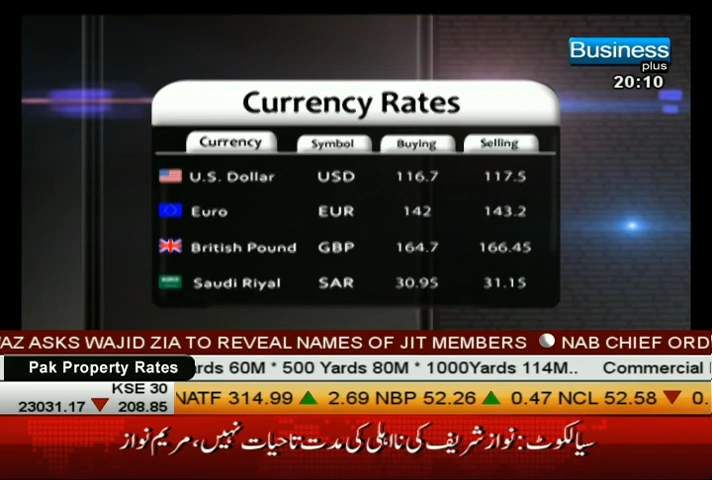 Business
plus
20:10
Currency Rates
Currency Symbol Buying Selling
U.S. Dollar USD 116.7 117.5
Euro EUR 142 143.2
British Pound GBP 164.7 166.45
Saudi Riyal SAR 30.95 31.15
AZ ASKS WAJID ZIA TO REVEAL NAMES OF JIT MEMBERS NAB CHIEF ORD
Pak Property Rates ards 60M * 500 Yards 80M * 1000Yards 114M.. Commercial
KSE 30
23031.17 ▼ 208.85 NATF 314.99 ▲ 2.69 NBP 52.26 ▲ 0.47 NCL 52.58 ▼ 0.
سیالکوٹ: نواز شریف کی نااہلی کی مدت تاحیات نہیں، مریم نواز